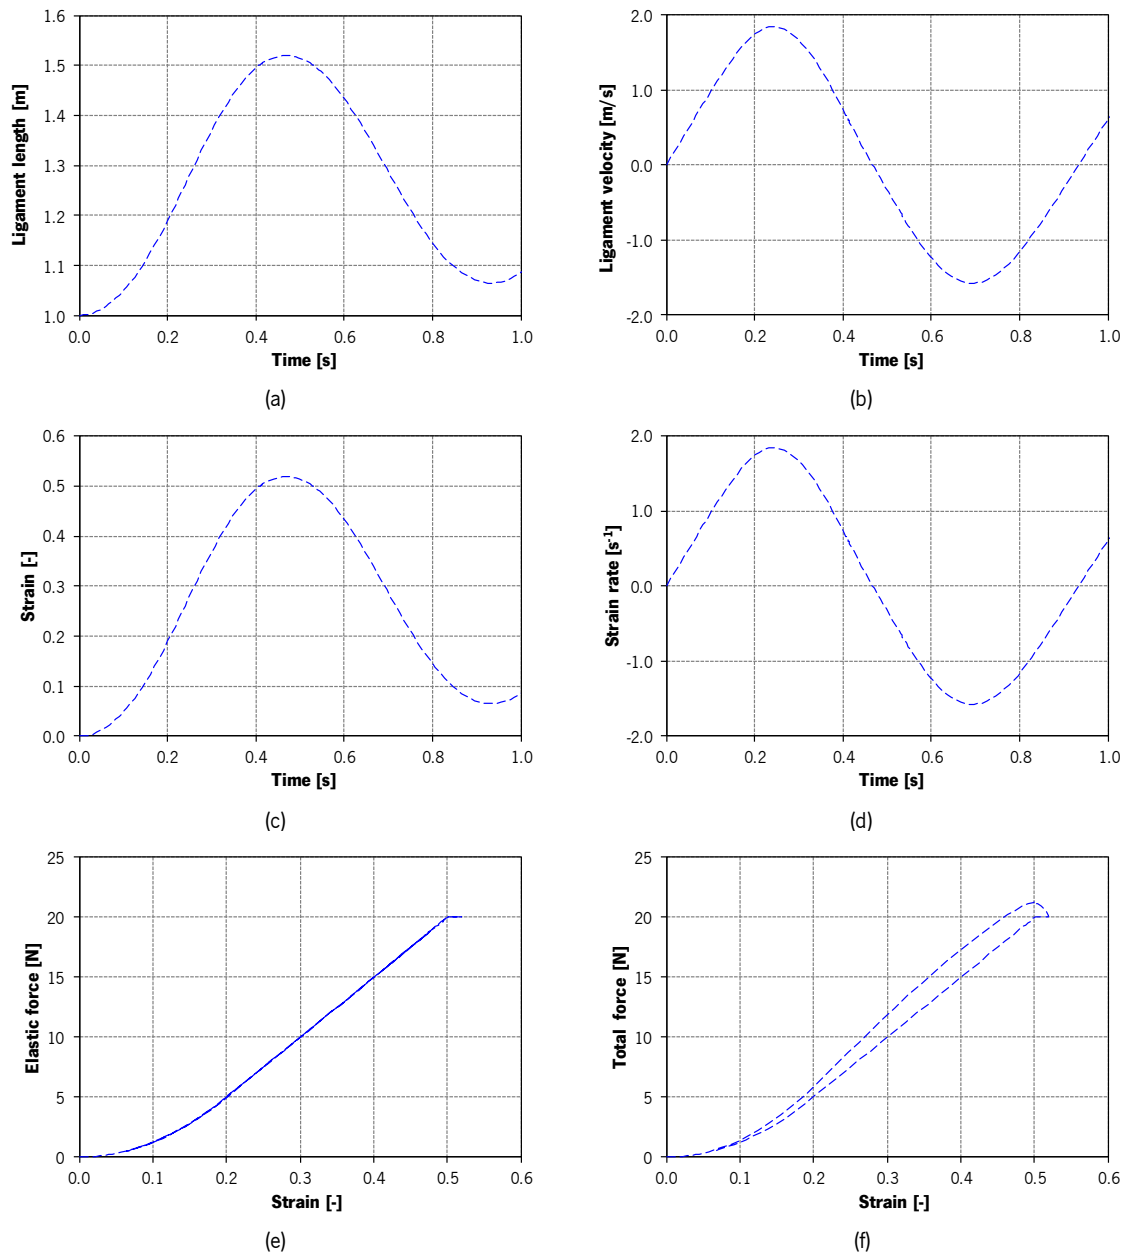 1.6
1.5
1.4
1.3
1.2
1.1
1.0
Ligament length [m]
0.0 0.2 0.4 0.6 0.8 1.0
Time [s]
(a)
2.0
1.0
0.0
-1.0
-2.0
Ligament velocity [m/s]
0.0 0.2 0.4 0.6 0.8 1.0
Time [s]
(b)
0.6
0.5
0.4
0.3
0.2
0.1
0.0
Strain [-]
0.0 0.2 0.4 0.6 0.8 1.0
Time [s]
(c)
2.0
1.0
0.0
-1.0
-2.0
Strain rate [s-1]
0.0 0.2 0.4 0.6 0.8 1.0
Time [s]
(d)
25
20
15
10
5
0
Elastic force [N]
0.0 0.1 0.2 0.3 0.4 0.5 0.6
Strain [-]
(e)
25
20
15
10
5
0
Total force [N]
0.0 0.1 0.2 0.3 0.4 0.5 0.6
Strain [-]
(f)